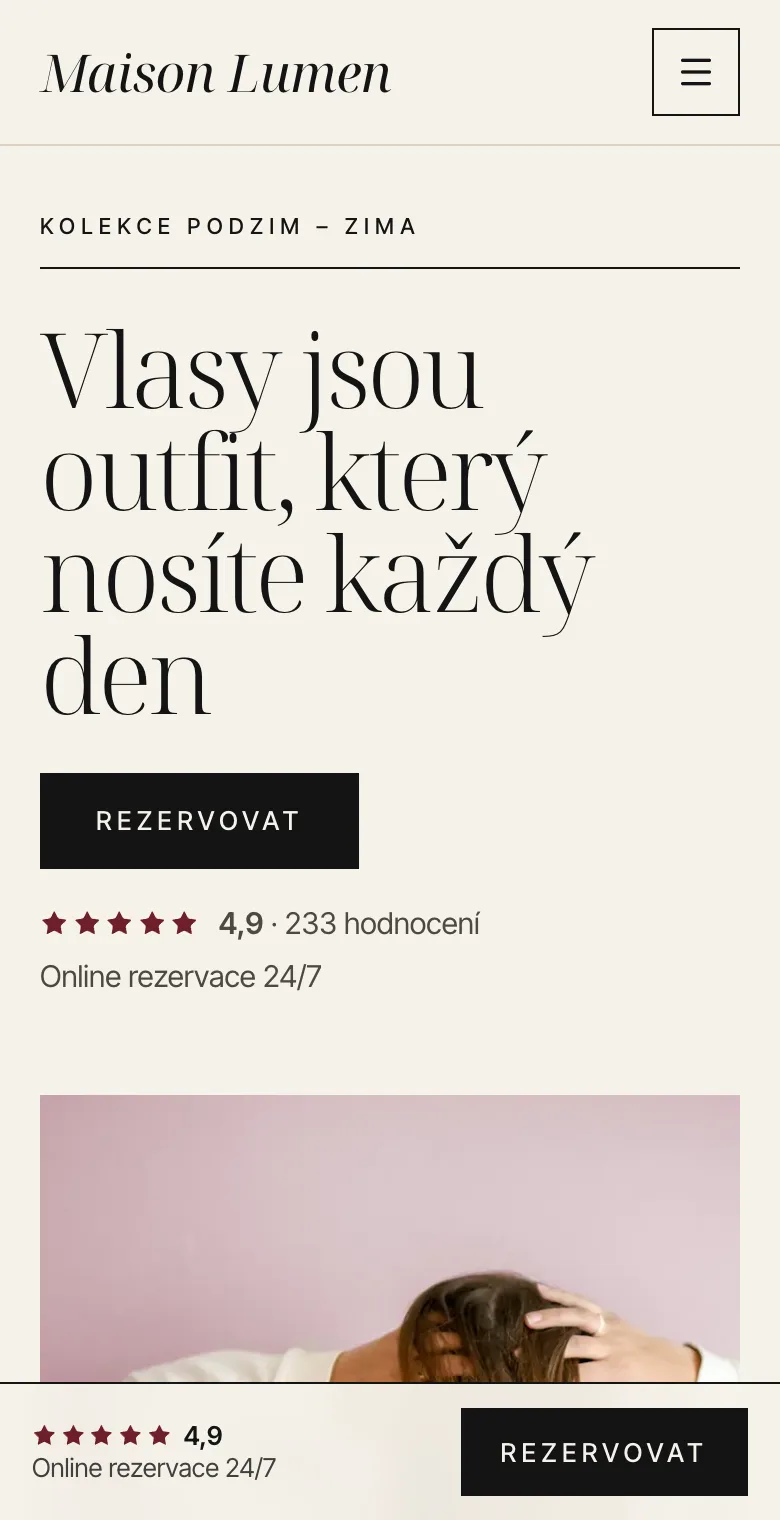 Maison Lumen
KOLEKCE PODZIM – ZIMA
Vlasy jsou
outfit, který
nosíte každý
den
REZERVOVAT
4,9 · 233 hodnocení
Online rezervace 24/7
4,9
Online rezervace 24/7
REZERVOVAT